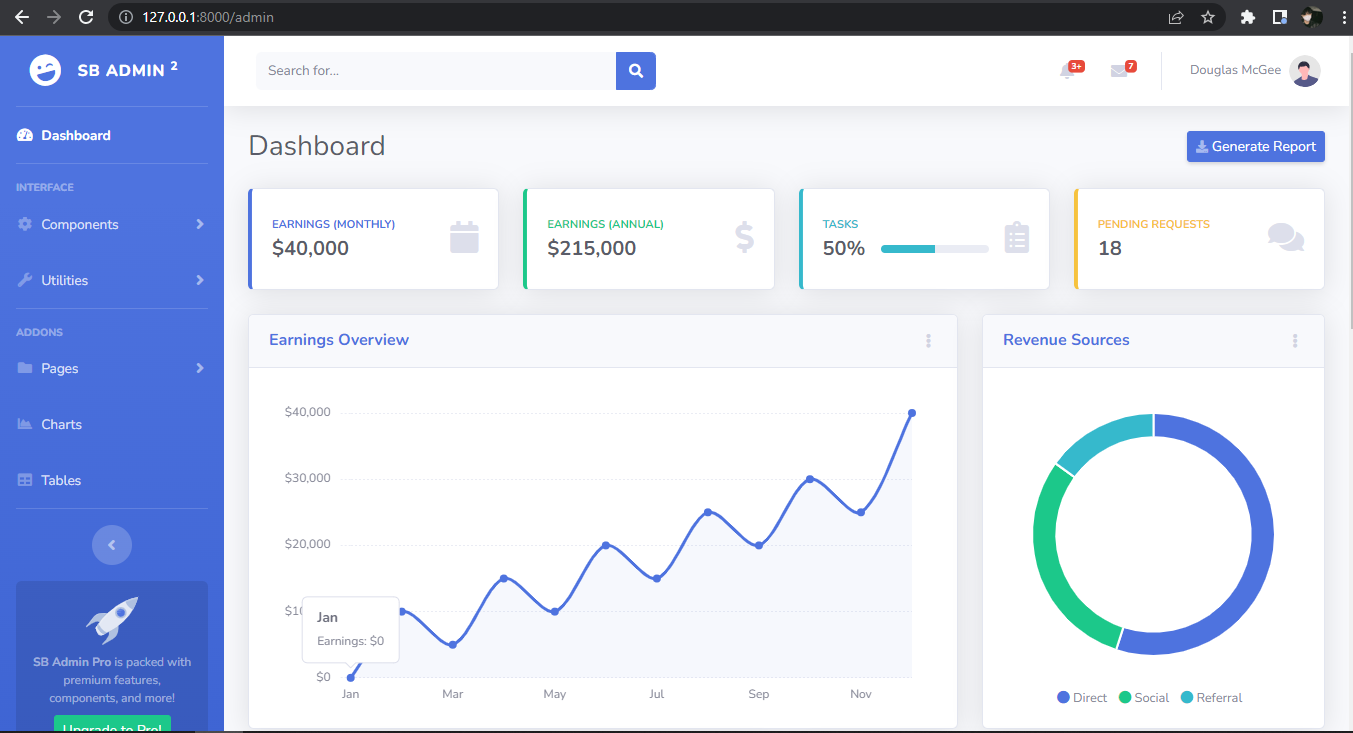 127.0.0.1:8000/admin
SB ADMIN 2
Search for...
3+
7
Douglas McGee
Dashboard
INTERFACE
Components
Utilities
ADDONS
Pages
Charts
Tables
SB Admin Pro is packed with
premium features,
components, and more!
Upgrade to Pro!
Dashboard
Generate Report
EARNINGS (MONTHLY)
$40,000
EARNINGS (ANNUAL)
$215,000
TASKS
50%
PENDING REQUESTS
18
Earnings Overview
$40,000
$30,000
$20,000
$10
$0
Jan
Earnings: $0
Jan Mar May Jul Sep Nov
Revenue Sources
Direct Social Referral